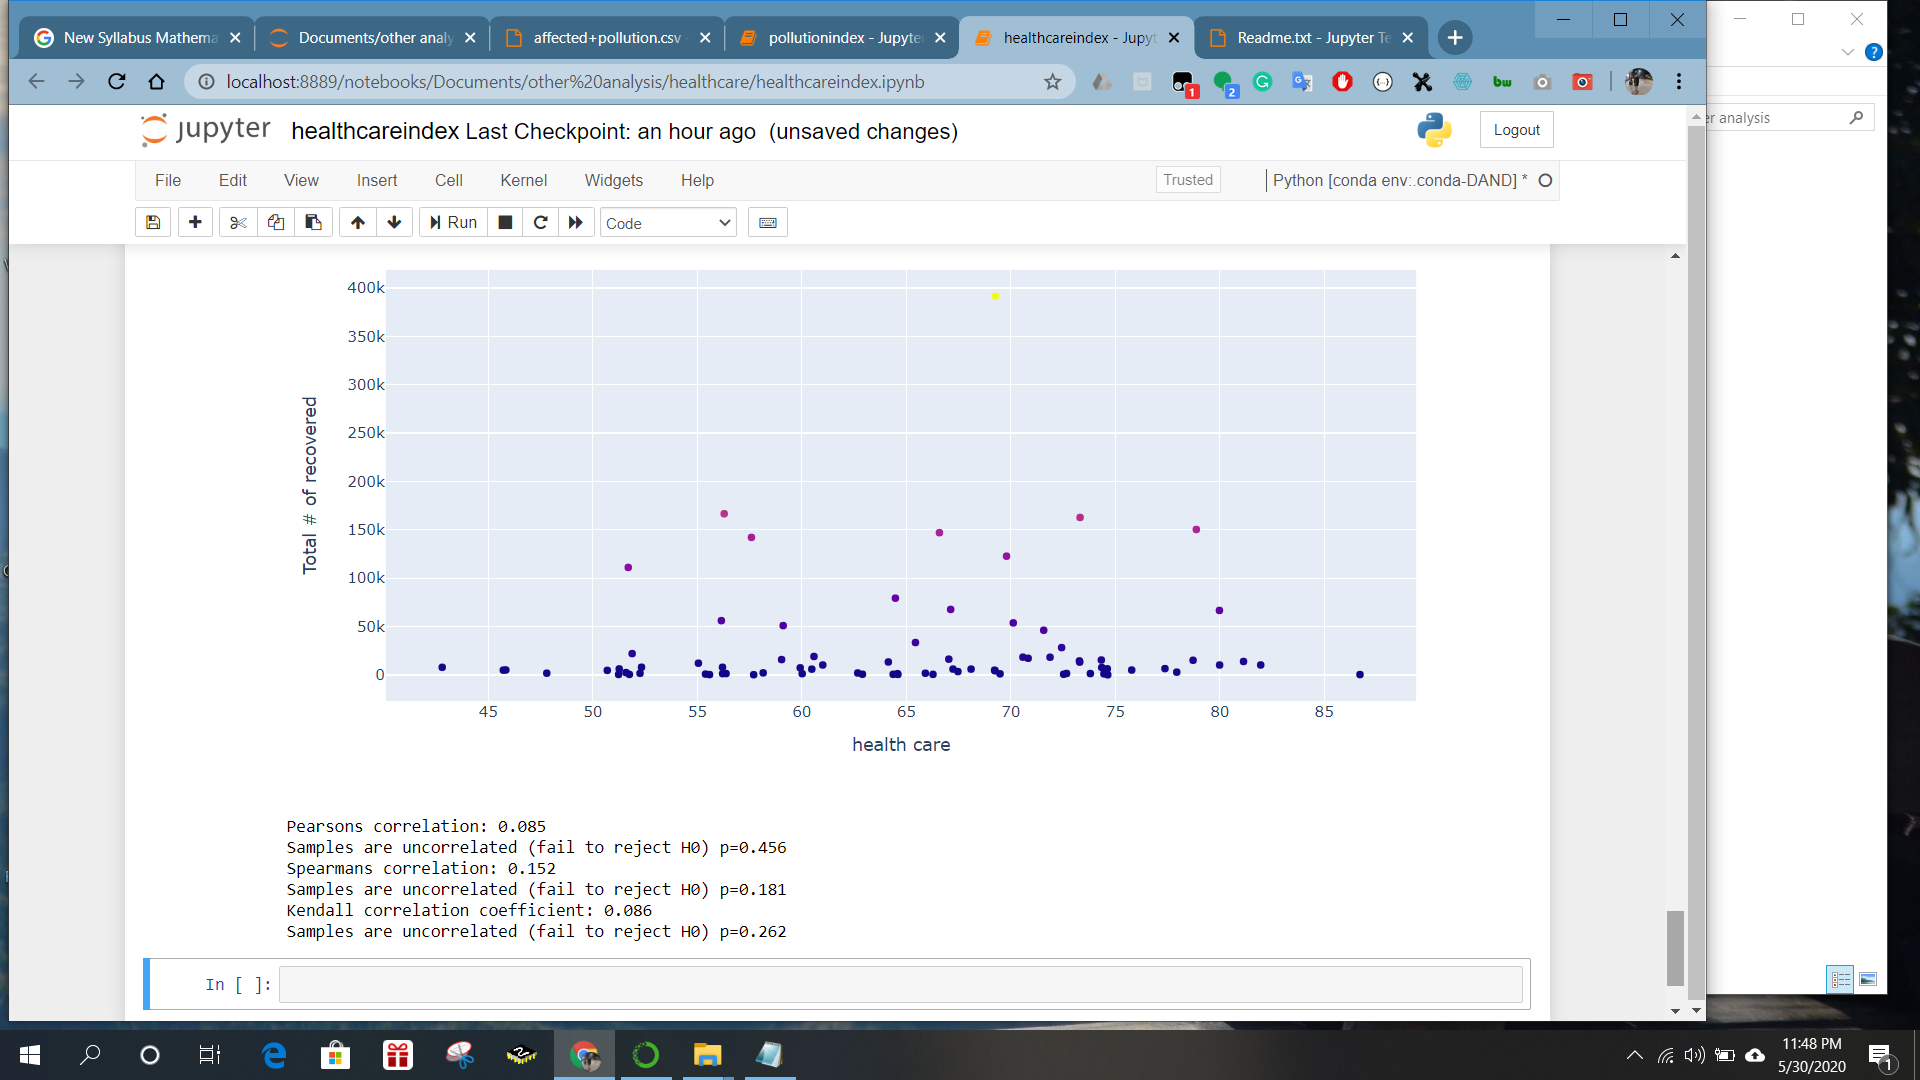 New Syllabus Mathema
Documents/other analy
affected+pollution.csv
pollutionindex - Jupyte
healthcareindex - Jupyt
Readme.txt - Jupyter Te
localhost:8889/notebooks/Documents/other%20analysis/healthcare/healthcareindex.ipynb
1
2
bw
er analysis
jupyter healthcareindex Last Checkpoint: an hour ago (unsaved changes)
Logout
File Edit View Insert Cell Kernel Widgets Help
Trusted
Python [conda env:.conda-DAND] *
Run
Code
400k
350k
300k
250k
200k
150k
100k
50k
0
Total # of recovered
45 50 55 60 65 70 75 80 85
health care
Pearsons correlation: 0.085
Samples are uncorrelated (fail to reject H0) p=0.456
Spearmans correlation: 0.152
Samples are uncorrelated (fail to reject H0) p=0.181
Kendall correlation coefficient: 0.086
Samples are uncorrelated (fail to reject H0) p=0.262
In [ ]:
11:48 PM
5/30/2020
1